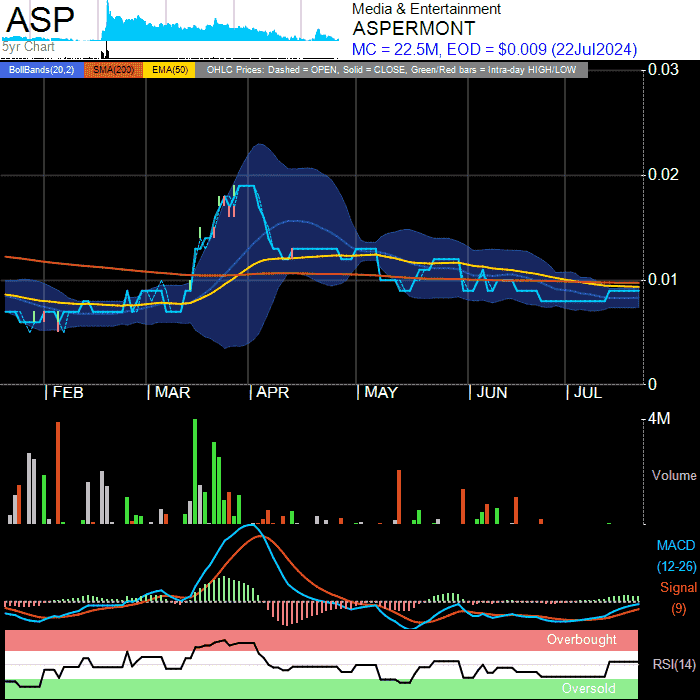 ASP
5yr Chart
Media & Entertainment
ASPERMONT
MC = 22.5M, EOD = $0.009 (22Jul2024)
BollBands(20,2) SMA(200) EMA(50) OHLC Prices: Dashed = OPEN, Solid = CLOSE, Green/Red bars = Intra-day HIGH/LOW
0.03
0.02
0.01
0
FEB MAR APR MAY JUN JUL
4M
Volume
MACD
(12-26)
Signal
(9)
Overbought
RSI(14)
Oversold